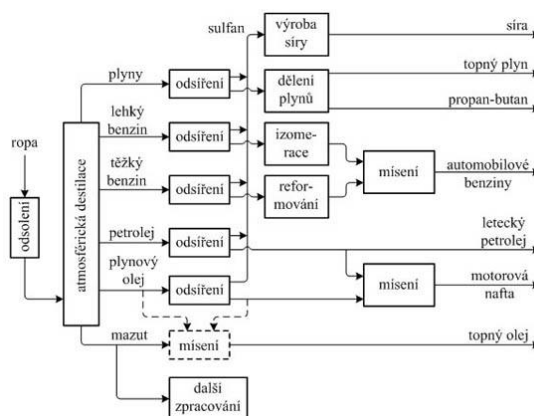 sulfan
výroba
síry
síra
plyny
odsíření
dělení
plynů
topný plyn
propan-butan
lehký
benzin
odsíření
izome-
race
ropa
těžký
benzin
odsíření
refor-
mování
mísení
automobilové
benziny
odsolení
atmosférická destilace
petrolej
odsíření
letecký
petrolej
plynový
olej
odsíření
mísení
motorová
nafta
mazut
mísení
topný olej
další
zpracování